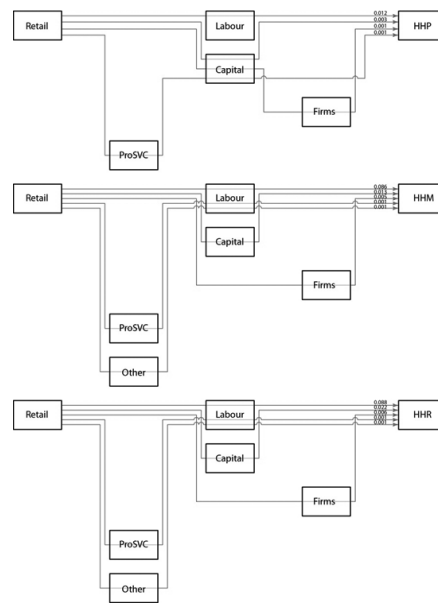 Retail
Labour
0.012
0.003
0.001
0.001
HHP
Capital
Firms
ProSVC
Retail
Labour
0.086
0.013
0.005
0.001
0.001
HHM
Capital
Firms
ProSVC
Other
Retail
Labour
0.088
0.022
0.006
0.001
0.001
HHR
Capital
Firms
ProSVC
Other